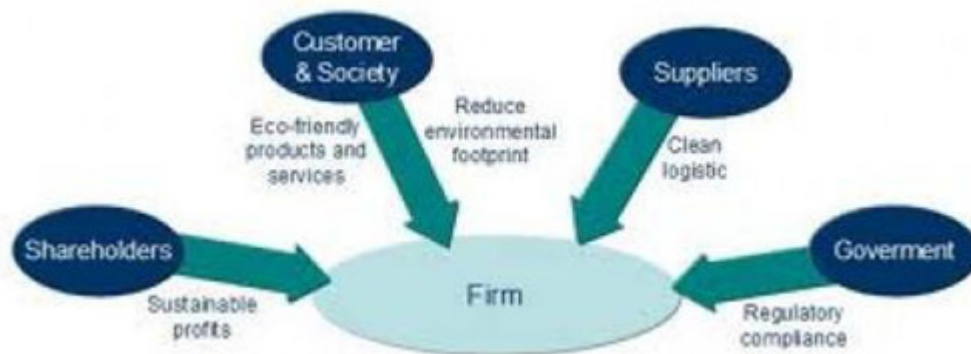 Customer
& Society
Suppliers
Eco-friendly
products and
services
Reduce
environmental
footprint
Clean
logistic
Shareholders
Goverment
Sustainable
profits
Firm
Regulatory
compliance